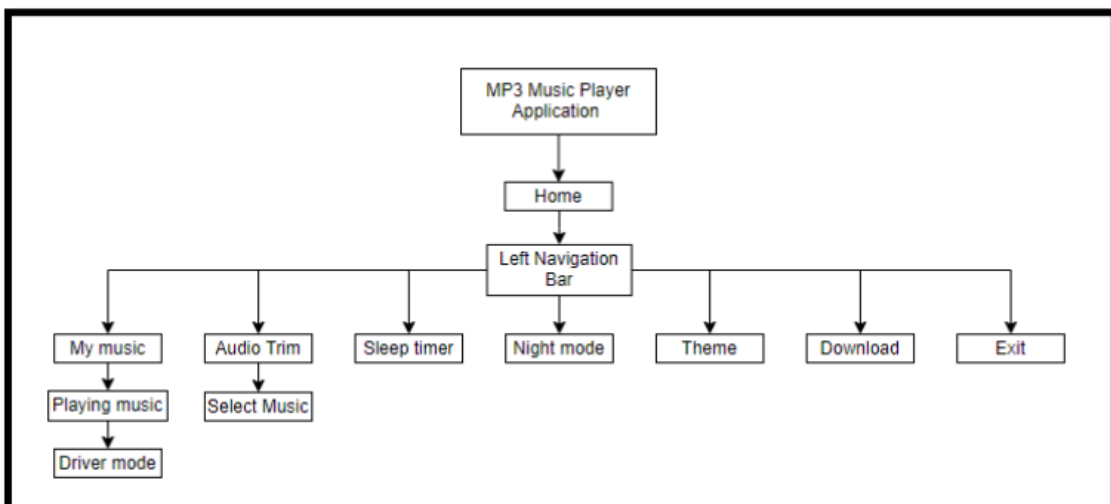 MP3 Music Player
Application
Home
Left Navigation
Bar
My music
Audio Trim
Sleep timer
Night mode
Theme
Download
Exit
Playing music
Select Music
Driver mode